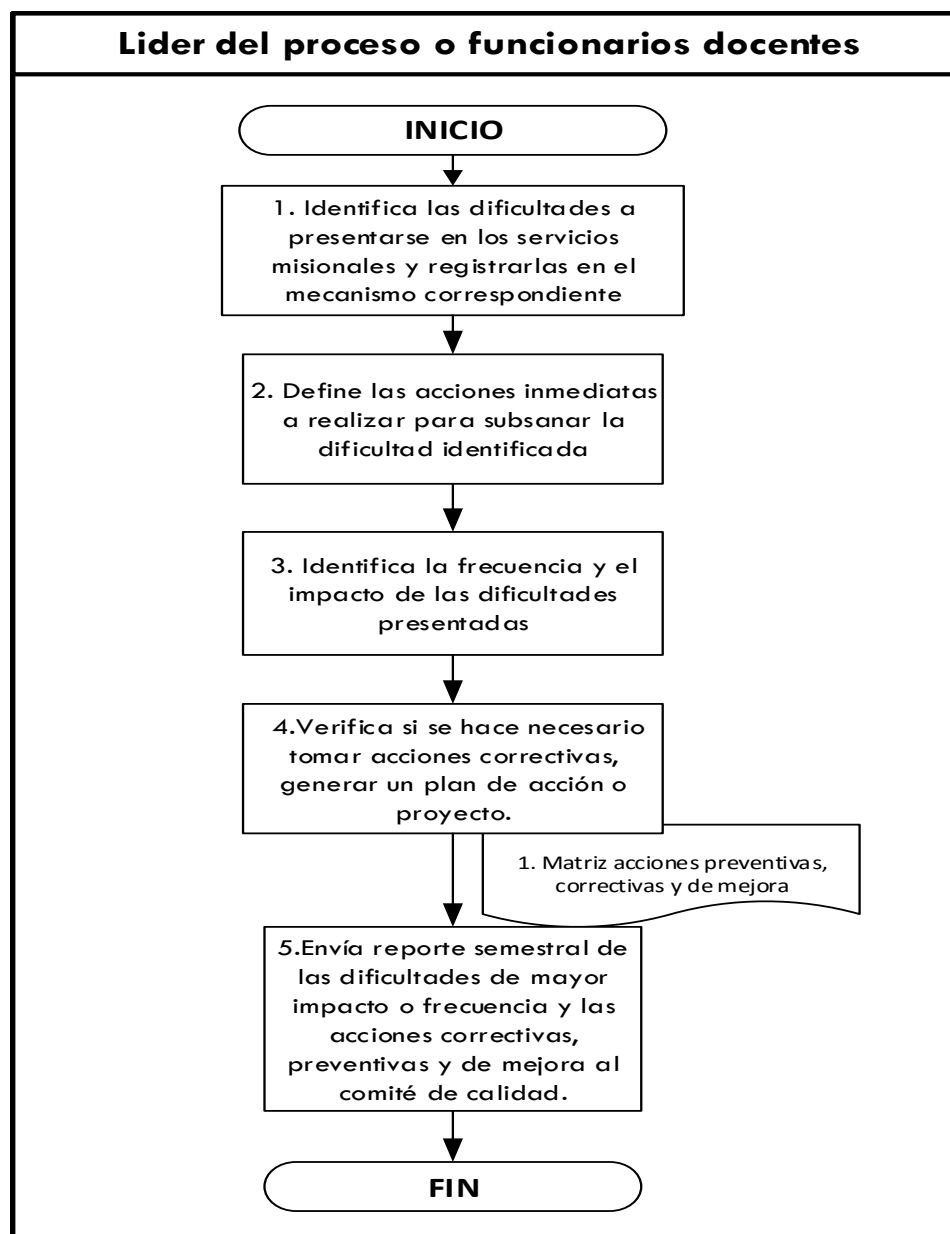 Lider del proceso o funcionarios docentes
INICIO
1. Identifica las dificultades a
presentarse en los servicios
misionales y registrarlas en el
mecanismo correspondiente
2. Define las acciones inmediatas
a realizar para subsanar la
dificultad identificada
3. Identifica la frecuencia y el
impacto de las dificultades
presentadas
4.Verifica si se hace necesario
tomar acciones correctivas,
generar un plan de acción o
proyecto.
1. Matriz acciones preventivas,
correctivas y de mejora
5.Envía reporte semestral de
las dificultades de mayor
impacto o frecuencia y las
acciones correctivas,
preventivas y de mejora al
comité de calidad.
FIN